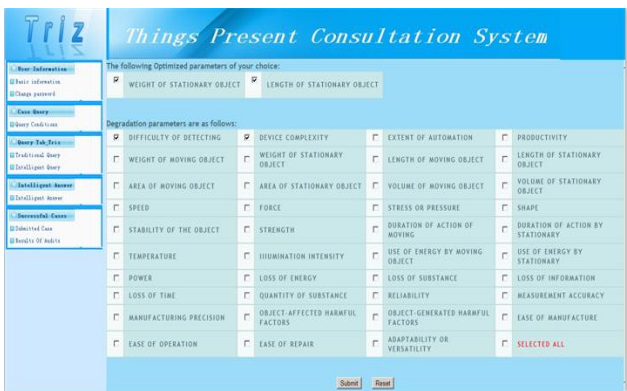 Triz
Things Present Consultation System
User Information
Basic information
Change password
Case Query
Query Conditions
Query Tab_Triz
Traditional Query
Intelligent Query
Intelligent Answer
Intelligent Answer
Successful Cases
Submitted Case
Results Of Audits
The following Optimized parameters of your choice:
WEIGHT OF STATIONARY OBJECT LENGTH OF STATIONARY OBJECT
Degradation parameters are as follows:
DIFFICULTY OF DETECTING DEVICE COMPLEXITY EXTENT OF AUTOMATION PRODUCTIVITY
WEIGHT OF MOVING OBJECT WEIGHT OF STATIONARY OBJECT LENGTH OF MOVING OBJECT LENGTH OF STATIONARY OBJECT
AREA OF MOVING OBJECT AREA OF STATIONARY OBJECT VOLUME OF MOVING OBJECT VOLUME OF STATIONARY OBJECT
SPEED FORCE STRESS OR PRESSURE SHAPE
STABILITY OF THE OBJECT STRENGTH DURATION OF ACTION OF MOVING DURATION OF ACTION BY STATIONARY
TEMPERATURE IIIUMINATION INTENSITY USE OF ENERGY BY MOVING OBJECT USE OF ENERGY BY STATIONARY
POWER LOSS OF ENERGY LOSS OF SUBSTANCE LOSS OF INFORMATION
LOSS OF TIME QUANTITY OF SUBSTANCE RELIABILITY MEASUREMENT ACCURACY
MANUFACTURING PRECISION OBJECT-AFFECTED HARMFUL FACTORS OBJECT-GENERATED HARMFUL FACTORS EASE OF MANUFACTURE
EASE OF OPERATION EASE OF REPAIR ADAPTABILITY OR VERSATILITY SELECTED ALL
Submit Reset